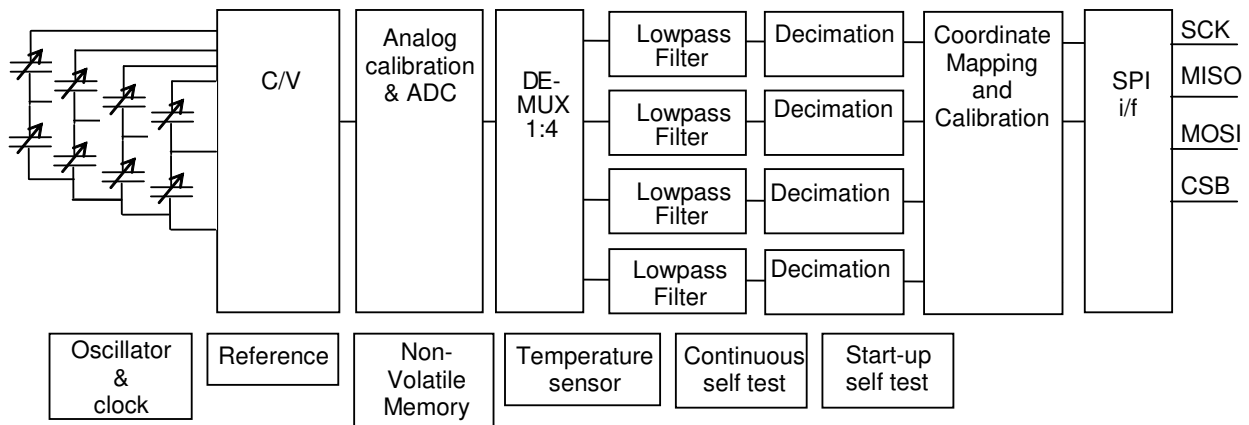 C/V
Analog
calibration
& ADC
DE-
MUX
1:4
Lowpass
Filter
Decimation
Lowpass
Filter
Decimation
Lowpass
Filter
Decimation
Lowpass
Filter
Decimation
Coordinate
Mapping
and
Calibration
SPI
i/f
SCK
MISO
MOSI
CSB
Oscillator
&
clock
Reference
Non-
Volatile
Memory
Temperature
sensor
Continuous
self test
Start-up
self test